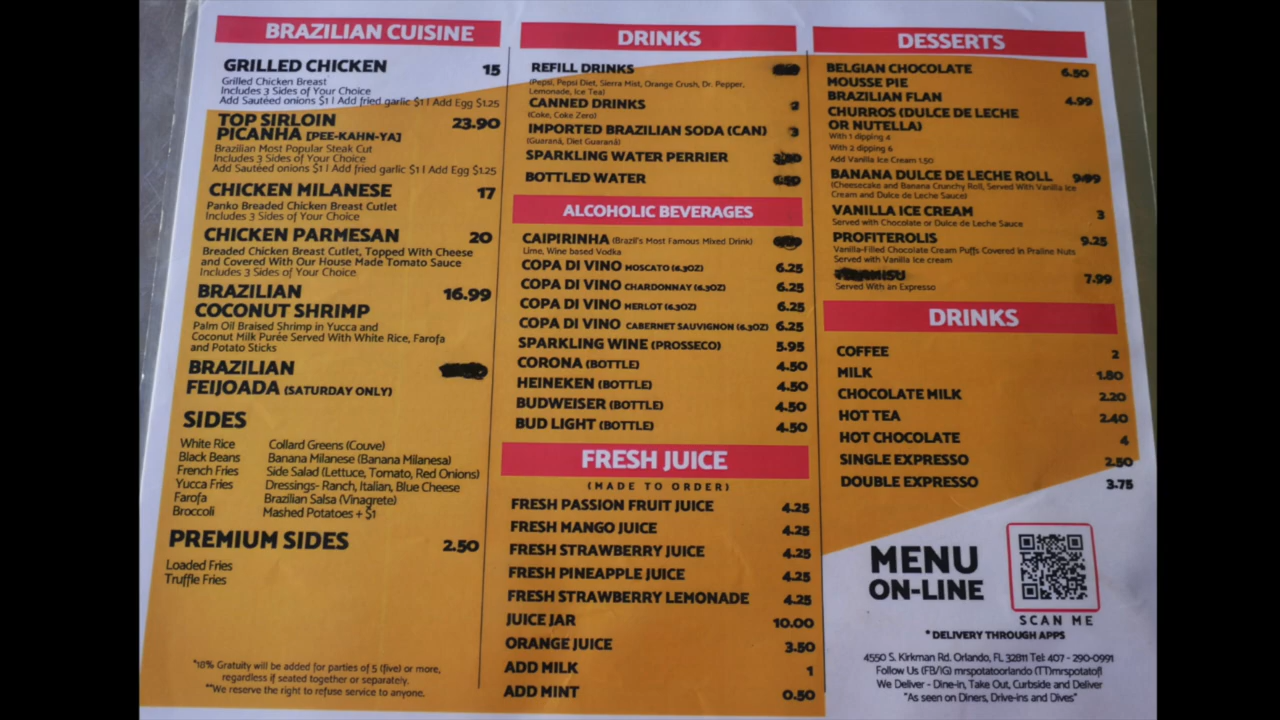 BRAZILIAN CUISINE
GRILLED CHICKEN 15
Grilled Chicken Breast
Includes 3 Sides of Your Choice
Add Sautéed onions $1 | Add fried garlic $1 | Add Egg $1.25
TOP SIRLOIN 23.90
PICANHA [PEE-KAHN-YA]
Brazilian Most Popular Steak Cut
Includes 3 Sides of Your Choice
Add Sautéed onions $1 | Add fried garlic $1 | Add Egg $1.25
CHICKEN MILANESE 17
Panko Breaded Chicken Breast Cutlet
Includes 3 Sides of Your Choice
CHICKEN PARMESAN 20
Breaded Chicken Breast Cutlet, Topped With Cheese
and Covered With Our House Made Tomato Sauce
Includes 3 Sides of Your Choice
BRAZILIAN 16.99
COCONUT SHRIMP
Palm Oil Braised Shrimp in Yucca and
Coconut Milk Purée Served With White Rice, Farofa
and Potato Sticks
BRAZILIAN
FEIJOADA (SATURDAY ONLY)
SIDES
White Rice Collard Greens (Couve)
Black Beans Banana Milanese (Banana Milanesa)
French Fries Side Salad (Lettuce, Tomato, Red Onions)
Yucca Fries Dressings- Ranch, Italian, Blue Cheese
Farofa Brazilian Salsa (Vinagrete)
Broccoli Mashed Potatoes + $1
PREMIUM SIDES 2.50
Loaded Fries
Truffle Fries
*18% Gratuity will be added for parties of 5 (five) or more,
regardless if seated together or separately.
**We reserve the right to refuse service to anyone.
DRINKS
REFILL DRINKS
(Pepsi, Pepsi Diet, Sierra Mist, Orange Crush, Dr. Pepper,
Lemonade, Ice Tea)
CANNED DRINKS 2
(Coke, Coke Zero)
IMPORTED BRAZILIAN SODA (CAN) 3
(Guaraná, Diet Guaraná)
SPARKLING WATER PERRIER
BOTTLED WATER
ALCOHOLIC BEVERAGES
CAIPIRINHA (Brazil's Most Famous Mixed Drink)
Lime, Wine based Vodka
COPA DI VINO MOSCATO (6.3OZ) 6.25
COPA DI VINO CHARDONNAY (6.3OZ) 6.25
COPA DI VINO MERLOT (6.3OZ) 6.25
COPA DI VINO CABERNET SAUVIGNON (6.3OZ) 6.25
SPARKLING WINE (PROSSECO) 5.95
CORONA (BOTTLE) 4.50
HEINEKEN (BOTTLE) 4.50
BUDWEISER (BOTTLE) 4.50
BUD LIGHT (BOTTLE) 4.50
FRESH JUICE
(MADE TO ORDER)
FRESH PASSION FRUIT JUICE 4.25
FRESH MANGO JUICE 4.25
FRESH STRAWBERRY JUICE 4.25
FRESH PINEAPPLE JUICE 4.25
FRESH STRAWBERRY LEMONADE 4.25
JUICE JAR 10.00
ORANGE JUICE 3.50
ADD MILK 1
ADD MINT 0.50
DESSERTS
BELGIAN CHOCOLATE 6.50
MOUSSE PIE
BRAZILIAN FLAN 4.99
CHURROS (DULCE DE LECHE
OR NUTELLA)
With 1 dipping 4
With 2 dipping 6
Add Vanilla Ice Cream 1.50
BANANA DULCE DE LECHE ROLL 9.99
(Cheesecake and Banana Crunchy Roll, Served With Vanilla Ice
Cream and Dulce de Leche Sauce)
VANILLA ICE CREAM 3
Served with Chocolate or Dulce de Leche Sauce
PROFITEROLIS 9.25
Vanilla-Filled Chocolate Cream Puffs Covered in Praline Nuts
Served with Vanilla Ice cream
7.99
Served With an Expresso
DRINKS
COFFEE 2
MILK 1.80
CHOCOLATE MILK 2.20
HOT TEA 2.40
HOT CHOCOLATE 4
SINGLE EXPRESSO 2.50
DOUBLE EXPRESSO 3.75
MENU
ON-LINE
SCAN ME
* DELIVERY THROUGH APPS
4550 S. Kirkman Rd. Orlando, FL 32811 Tel: 407 - 290-0991
Follow Us (FB/IG) mrspotatoorlando (TT)mrspotatofl
We Deliver - Dine-in, Take Out, Curbside and Deliver
"As seen on Diners, Drive-ins and Dives"